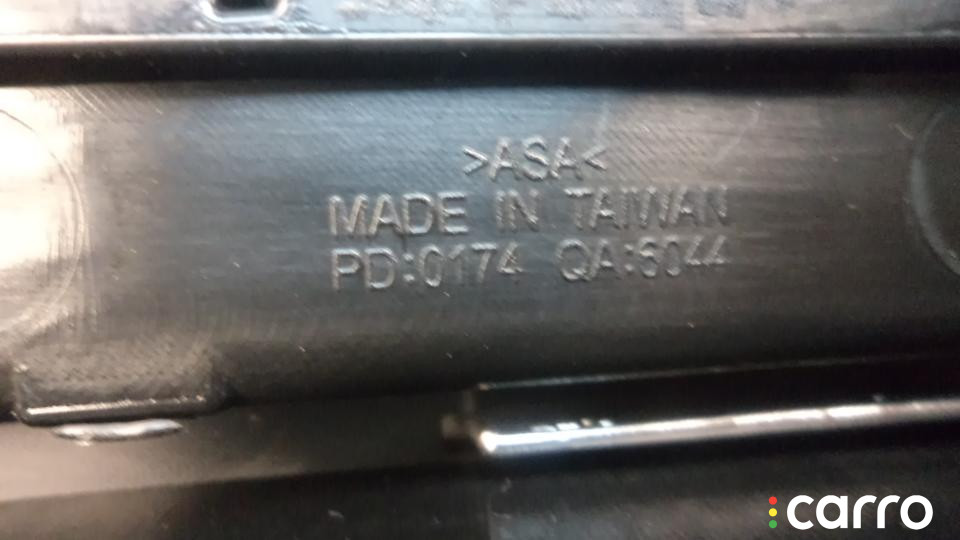 >ASA<
MADE IN TAIWAN
PD:0174 QA:6044
carro